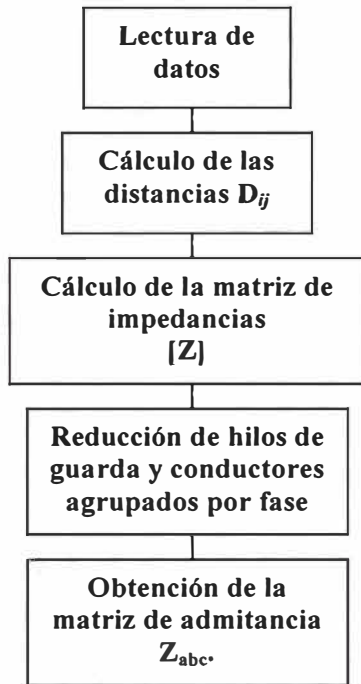 Lectura de
datos
Cálculo de las
distancias Dij
Cálculo de la matriz de
impedancias
[Z]
Reducción de hilos de
guarda y conductores
agrupados por fase
Obtención de la
matriz de admitancia
Zabc.